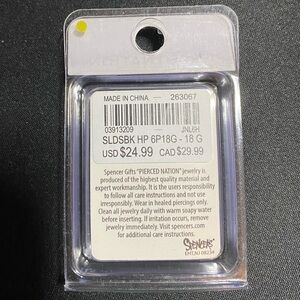 MADE IN CHINA 263067
03913209 JNL6H
SLDSBK HP 6P18G - 18 G
USD $24.99 CAD $29.99
Spencer Gifts "PIERCED NATION" jewelry is
produced of the highest quality material and
expert workmanship. It is the users responsibility
to follow all care instructions and use
irresponsibly. Wear in healed piercings only.
Clean all jewelry daily with warm soapy water
before inserting. If irritation occurs, remove
jewelry immediately. Visit spencers.com
for additional care instructions.
SPENCERS